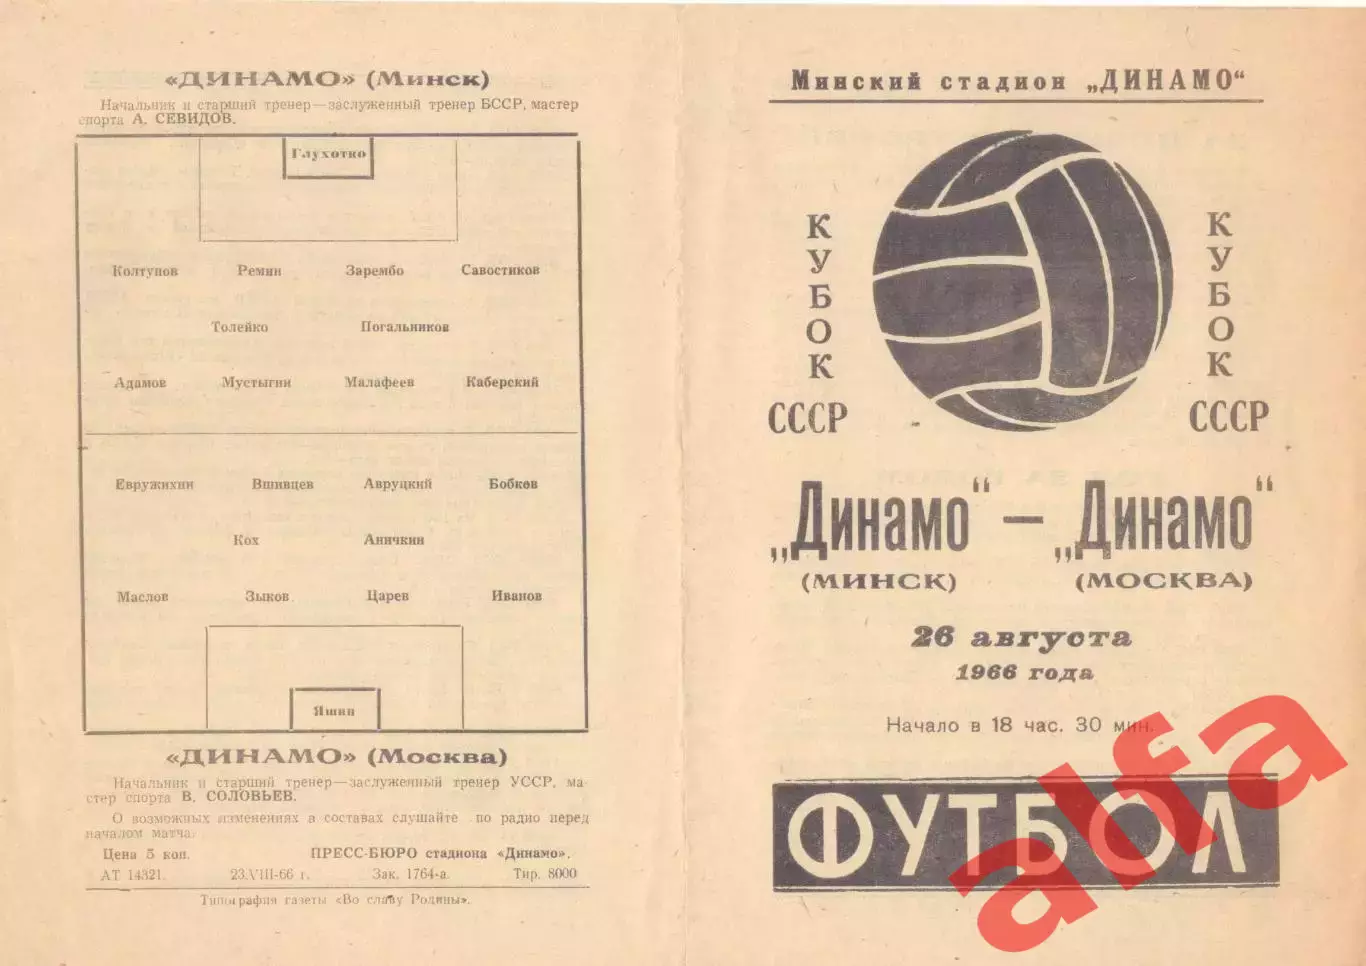 «ДИНАМО» (Минск)
Начальник и старший тренер—заслуженный тренер БССР, мастер
спорта А. СЕВИДОВ.
Глухотко
Колтунов Ремин Зарембо Савостиков
Толейко Погальников
Адамов Мустыгин Малафеев Каберский
Евружихин Вшивцев Авруцкий Бобков
Кох Аничкин
Маслов Зыков Царев Иванов
Яшин
«ДИНАМО» (Москва)
Начальник и старший тренер—заслуженный тренер УССР, ма-
стер спорта В. СОЛОВЬЕВ.
О возможных изменениях в составах слушайте по радио перед
началом матча.
Цена 5 коп. ПРЕСС-БЮРО стадиона «Динамо».
АТ 14321. 23.VIII-66 г. Зак. 1764-а. Тир. 8000
Типография газеты «Во славу Родины».
Минский стадион „ДИНАМО“
КУБОК
СССР
КУБОК
СССР
„Динамо“ — „Динамо“
(МИНСК) (МОСКВА)
26 августа
1966 года
Начало в 18 час. 30 мин.
ФУТБОЛ
alfa